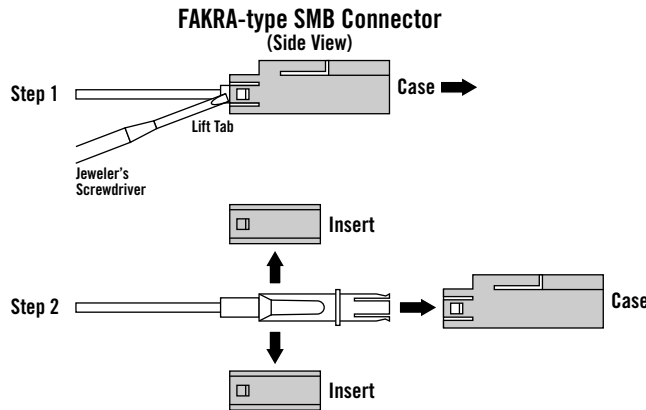 FAKRA-type SMB Connector
(Side View)
Step 1
Case
Lift Tab
Jeweler's
Screwdriver
Insert
Step 2
Case
Insert